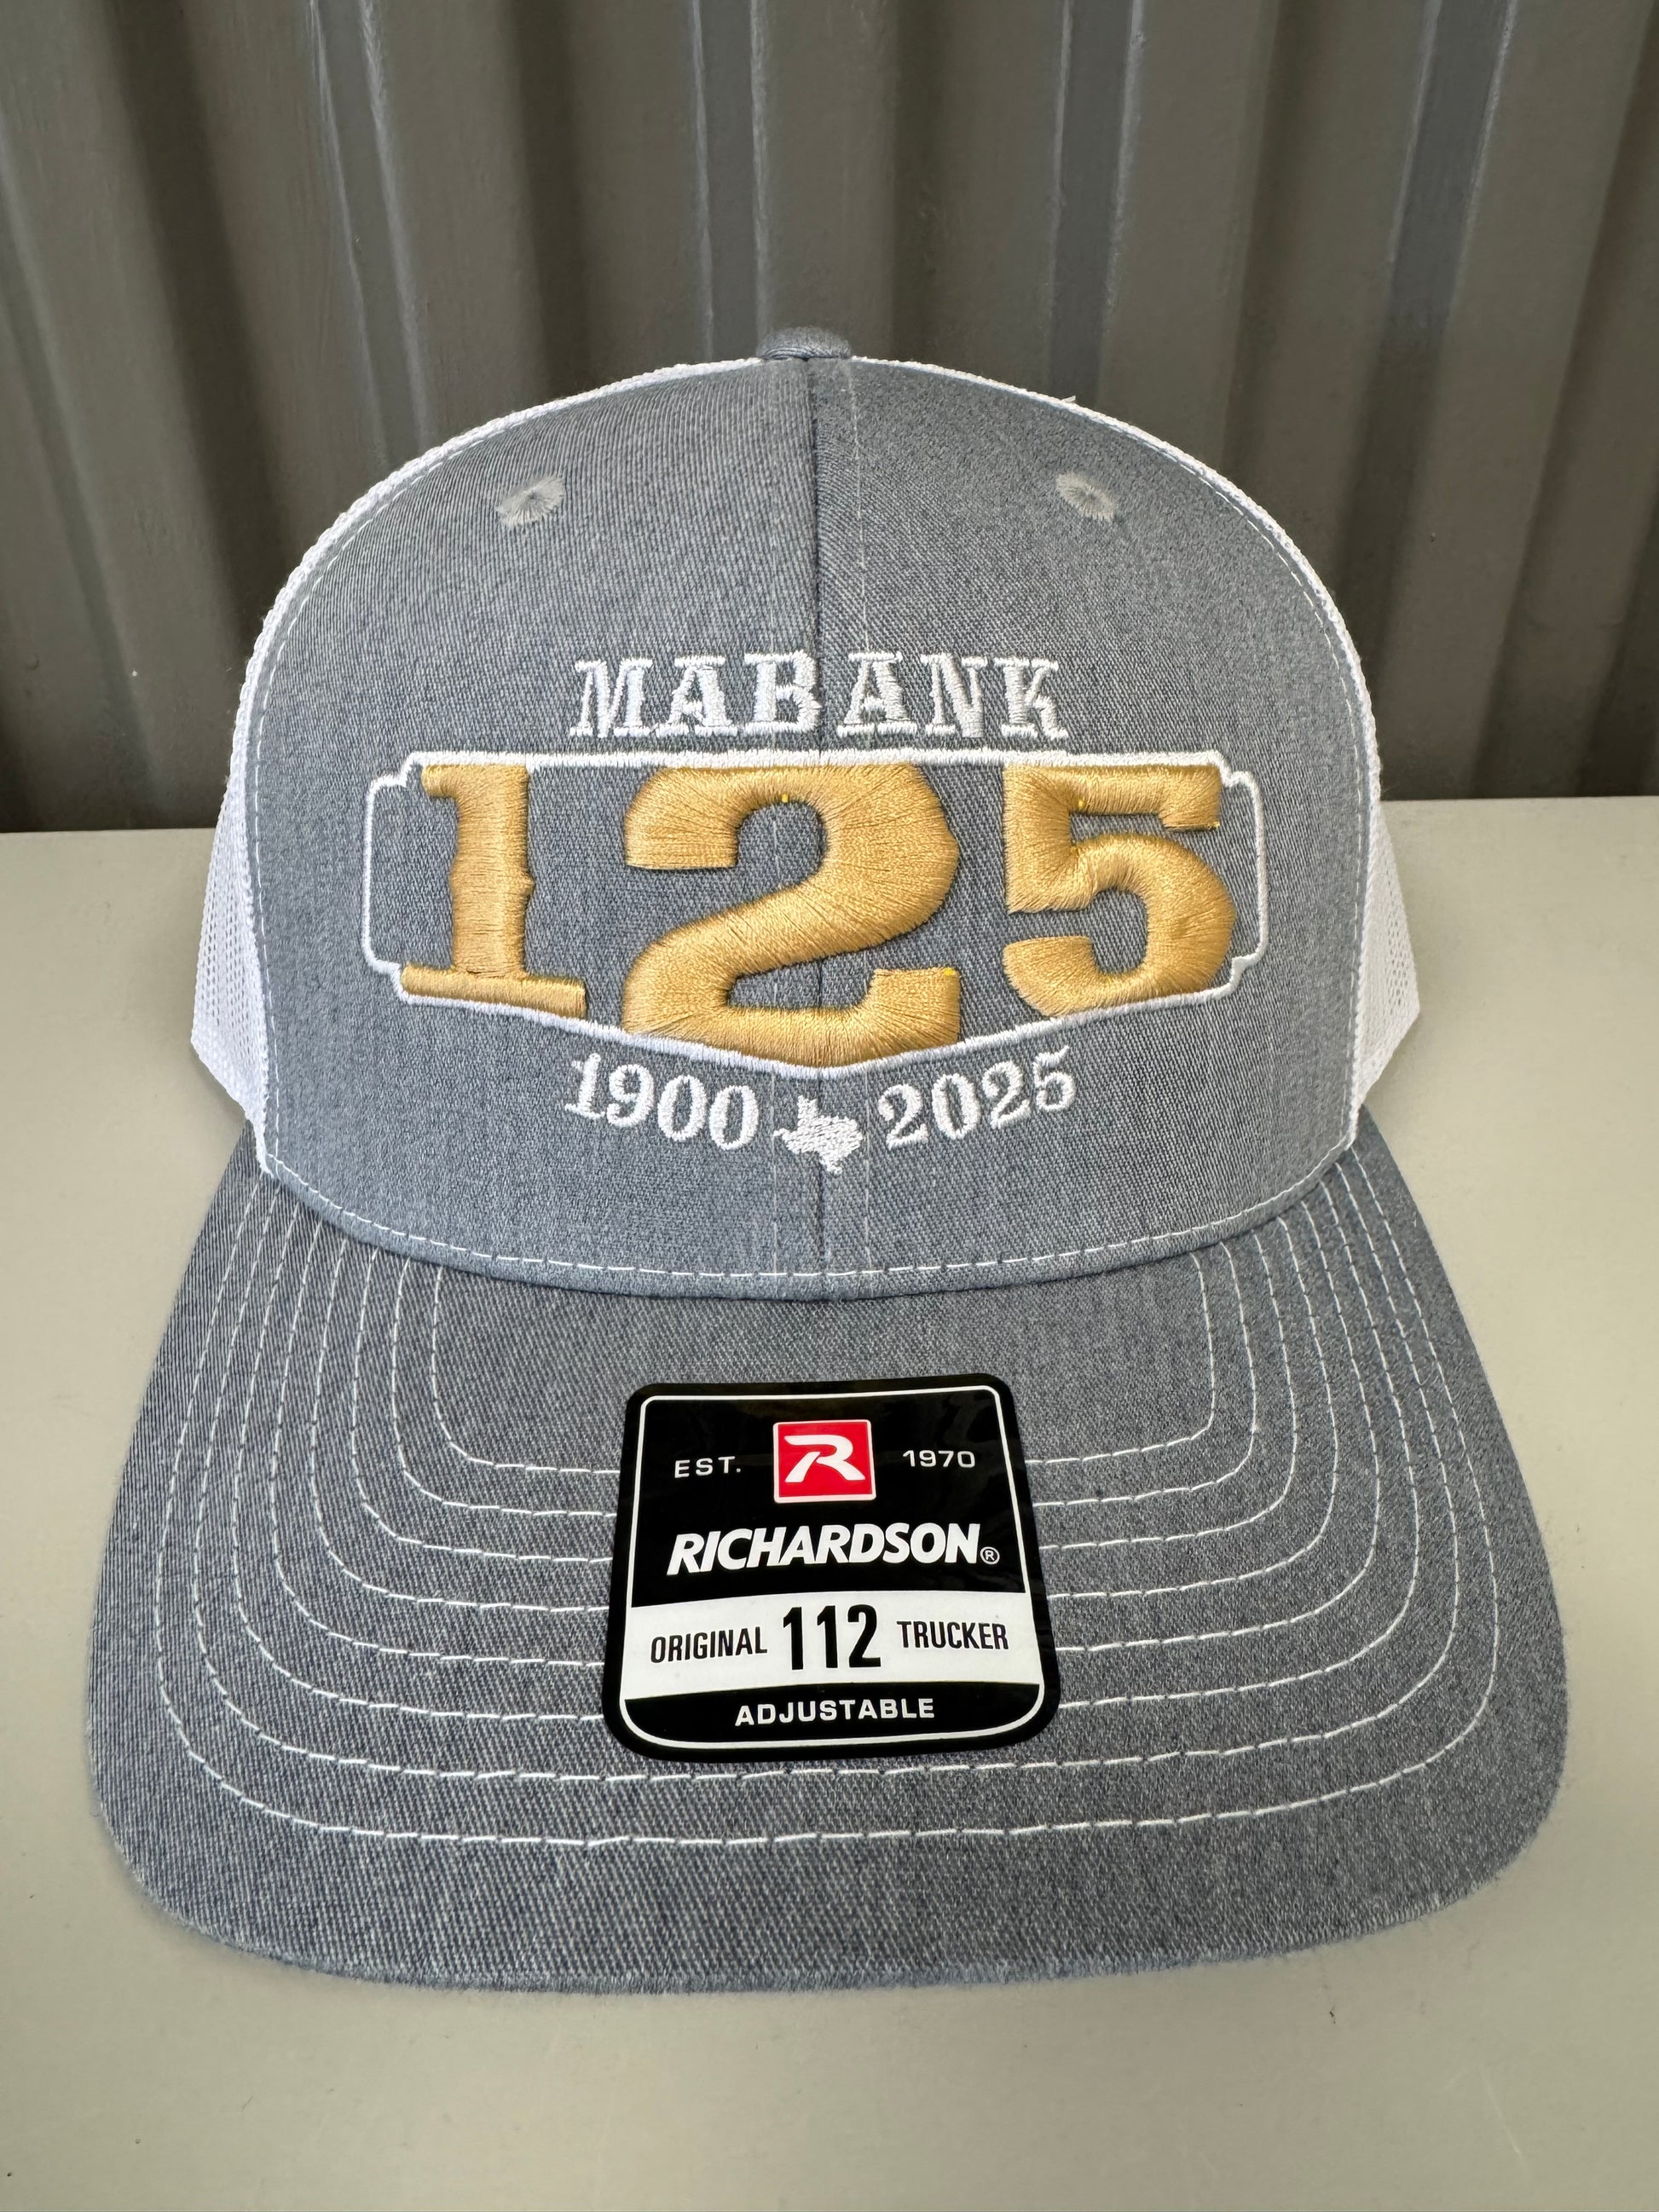 MABANK
125
1900 2025
EST. R 1970
RICHARDSON®
ORIGINAL 112 TRUCKER
ADJUSTABLE